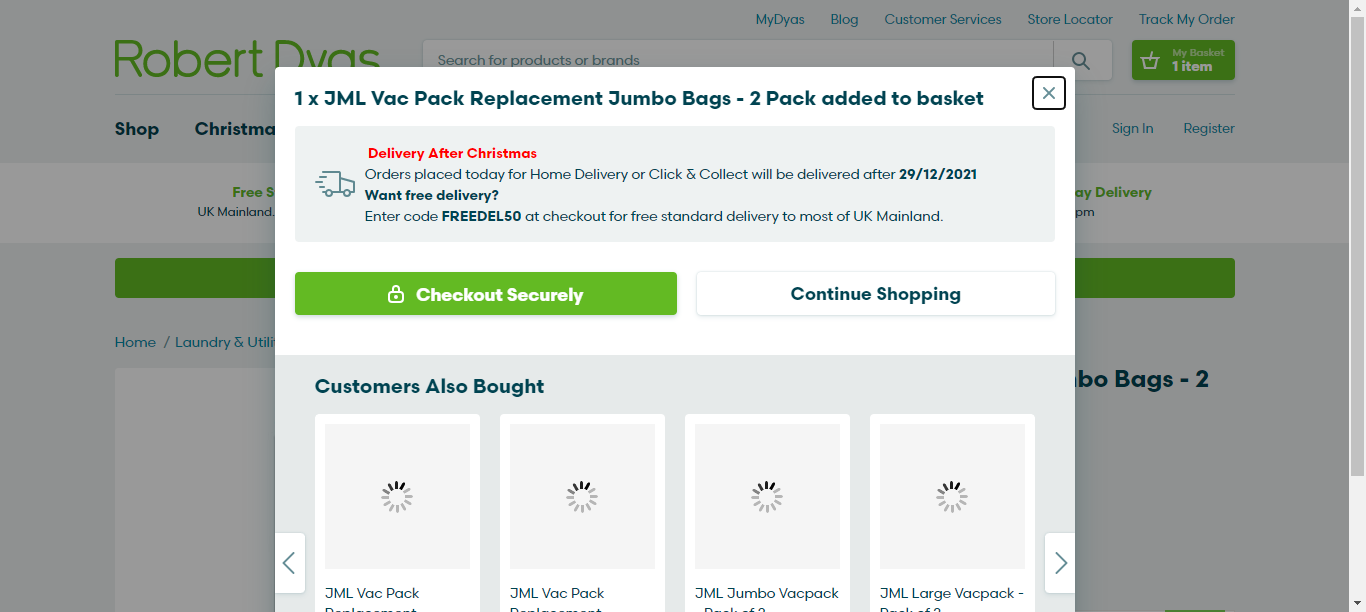 MyDyas Blog Customer Services Store Locator Track My Order
Robert Dyas
Search for products or brands
My Basket
1 item
1 x JML Vac Pack Replacement Jumbo Bags - 2 Pack added to basket
Shop Christma
Sign In Register
Delivery After Christmas
Orders placed today for Home Delivery or Click & Collect will be delivered after 29/12/2021
Want free delivery?
Enter code FREEDEL50 at checkout for free standard delivery to most of UK Mainland.
Free S
UK Mainland.
ay Delivery
pm
Checkout Securely
Continue Shopping
Home / Laundry & Utili
bo Bags - 2
Customers Also Bought
JML Vac Pack
Replacement
JML Vac Pack
Replacement
JML Jumbo Vacpack
- Pack of 2
JML Large Vacpack -
Pack of 2